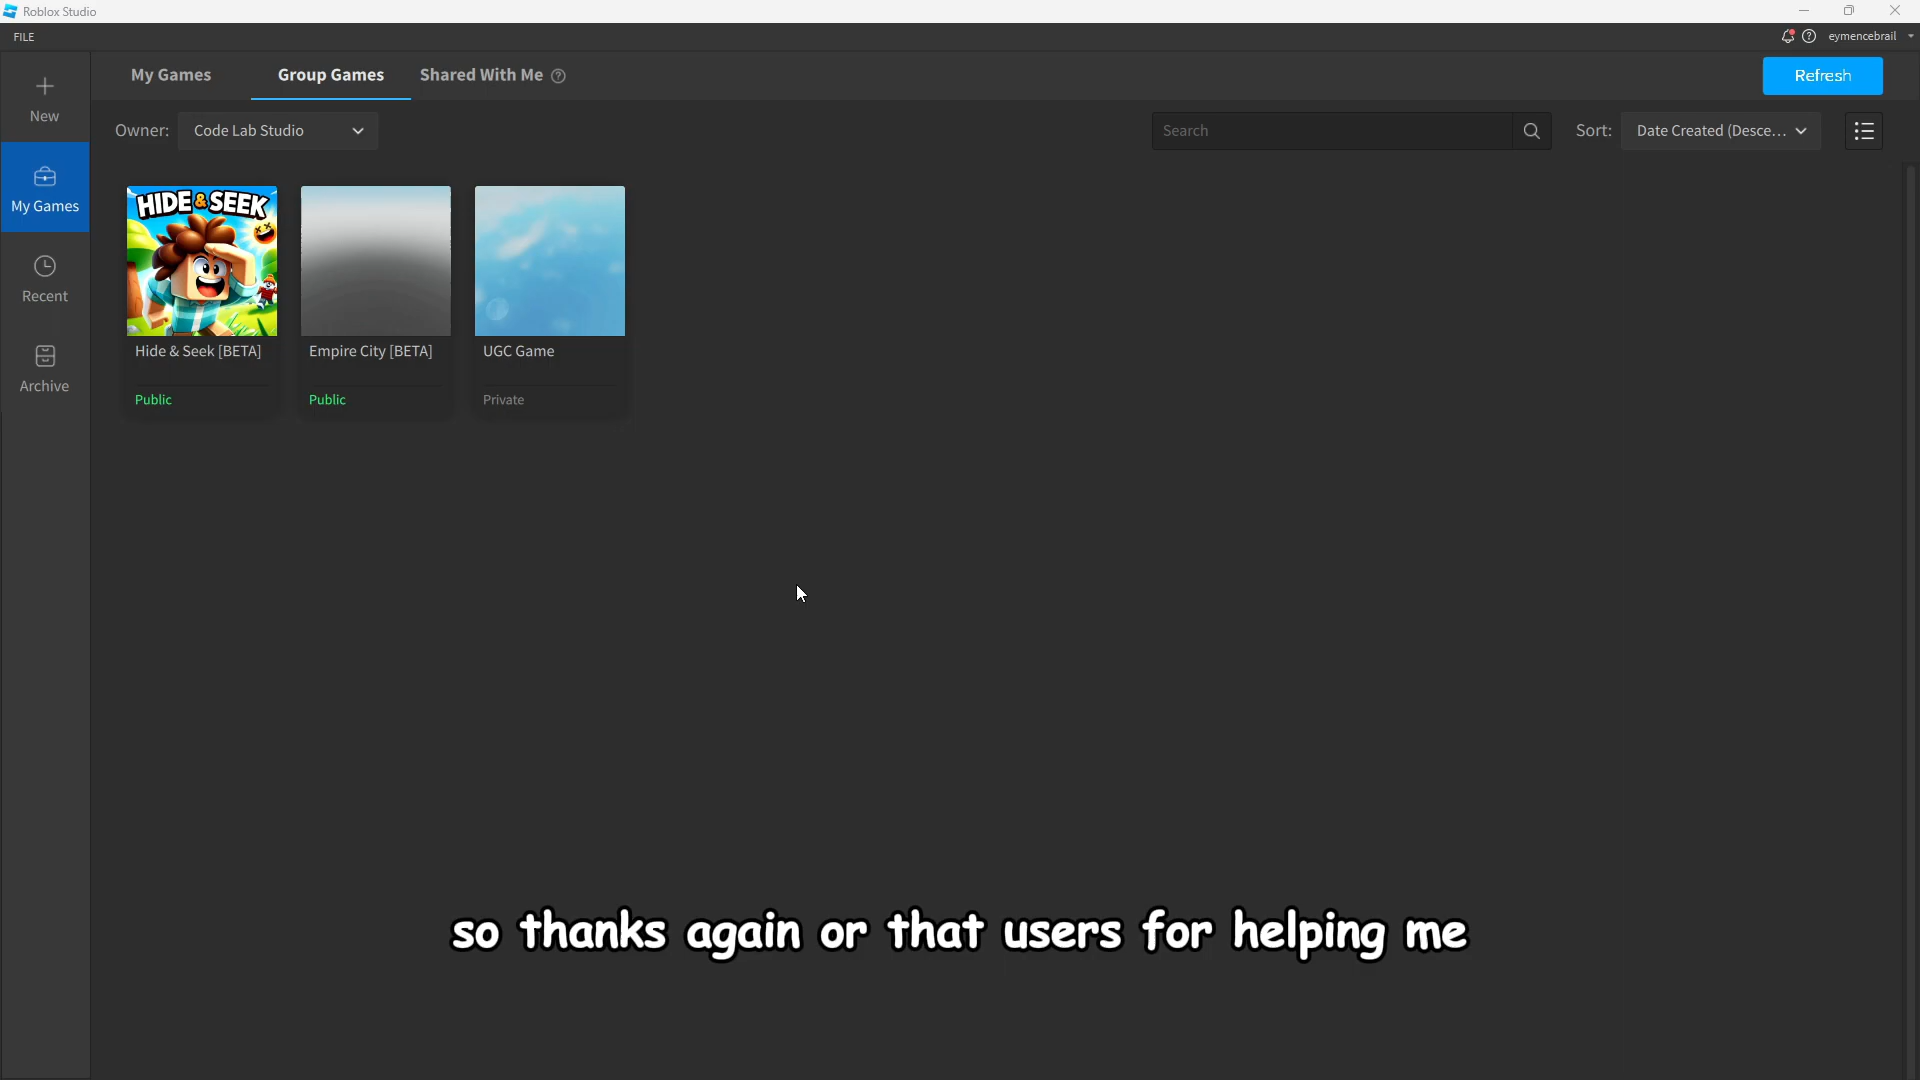 Roblox Studio
FILE
eymencebrail
New
My Games
Recent
Archive
My Games
Group Games
Shared With Me
Refresh
Owner:
Code Lab Studio
Search
Sort:
Date Created (Desce...
HIDE & SEEK
Hide & Seek [BETA]
Public
Empire City [BETA]
Public
UGC Game
Private
so thanks again or that users for helping me